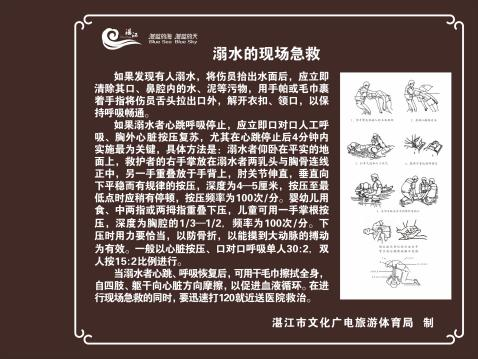 湛江
湛蓝的海 湛蓝的天
Blue Sea Blue Sky
溺水的现场急救
如果发现有人溺水，将伤员抬出水面后，应立即
清除其口、鼻腔内的水、泥等污物，用手帕或毛巾裹
着手指将伤员舌头拉出口外，解开衣扣、领口，以保
持呼吸畅通。
如果溺水者心跳呼吸停止，应立即口对口人工呼
吸、胸外心脏按压复苏，尤其在心跳停止后4分钟内
实施最为关键，具体方法是：溺水者仰卧在平实的地
面上，救护者的右手掌放在溺水者两乳头与胸骨连线
正中，另一手重叠放于手背上，肘关节伸直，垂直向
下平稳而有规律的按压，深度为4—5厘米，按压至最
低点时应稍有停顿，按压频率为100次/分。婴幼儿用
食、中两指或两拇指重叠下压，儿童可用一手掌根按
压，深度为胸腔的1/3—1/2，频率为100次/分。下
压时用力要恰当，以防骨折，以能摸到大动脉的搏动
为有效。一般以心脏按压、口对口呼吸单人30:2，双
人按15:2比例进行。
当溺水者心跳、呼吸恢复后，可用干毛巾擦拭全身，
自四肢、躯干向心脏方向摩擦，以促进血液循环。在进
行现场急救的同时，要迅速打120就近送医院救治。
湛江市文化广电旅游体育局 制